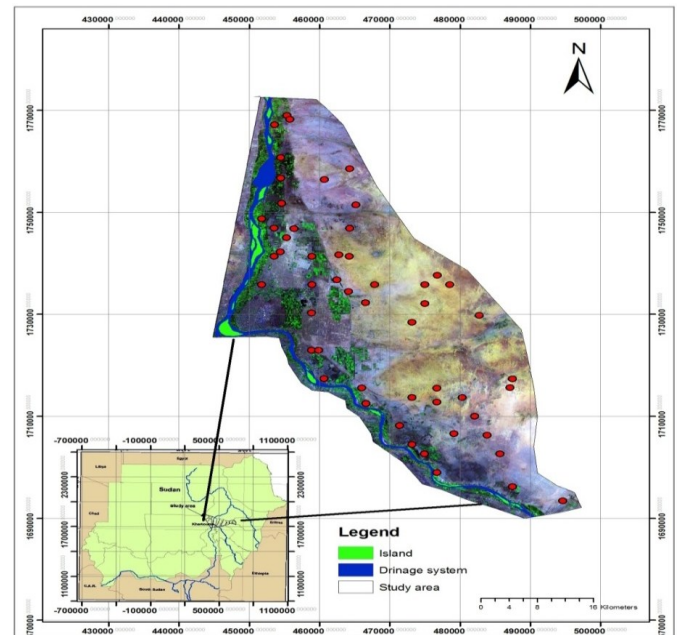 430000 440000 450000 460000 470000 480000 490000 500000
N
1770000 1770000
1750000 1750000
1730000 1730000
1710000 1710000
1690000 1690000
-700000 -100000 500000 1100000
2300000 2300000
1700000 1700000
1100000 1100000
Egypt
Libya
Sudan
Study area
Khartoum
Chad
Eritrea
Ethiopia
C.A.R.
South Sudan
-700000 -100000 500000 1100000
Legend
Island
Drinage system
Study area
0 2 4 8 16 Kilometers
430000 440000 450000 460000 470000 480000 490000 500000